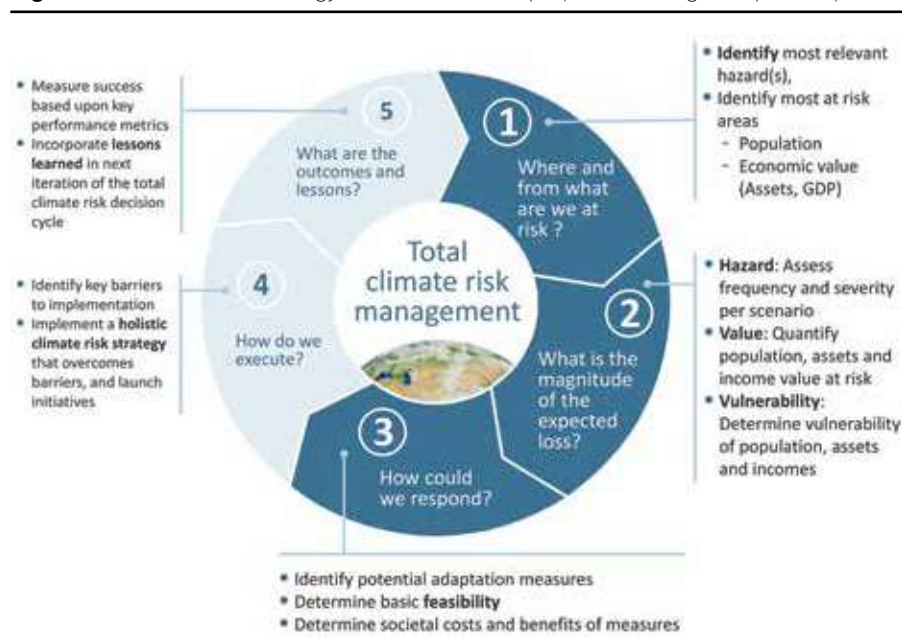 Total
climate risk
management
1
Where and
from what
are we at
risk ?
• Identify most relevant
hazard(s),
• Identify most at risk
areas
- Population
- Economic value
(Assets, GDP)
2
What is the
magnitude
of the
expected
loss?
• Hazard: Assess
frequency and severity
per scenario
• Value: Quantify
population, assets and
income value at risk
• Vulnerability:
Determine vulnerability
of population, assets
and incomes
3
How could
we respond?
• Identify potential adaptation measures
• Determine basic feasibility
• Determine societal costs and benefits of measures
4
How do we
execute?
• Identify key barriers
to implementation
• Implement a holistic
climate risk strategy
that overcomes
barriers, and launch
initiatives
5
What are the
outcomes and
lessons?
• Measure success
based upon key
performance metrics
• Incorporate lessons
learned in next
iteration of the total
climate risk decision
cycle